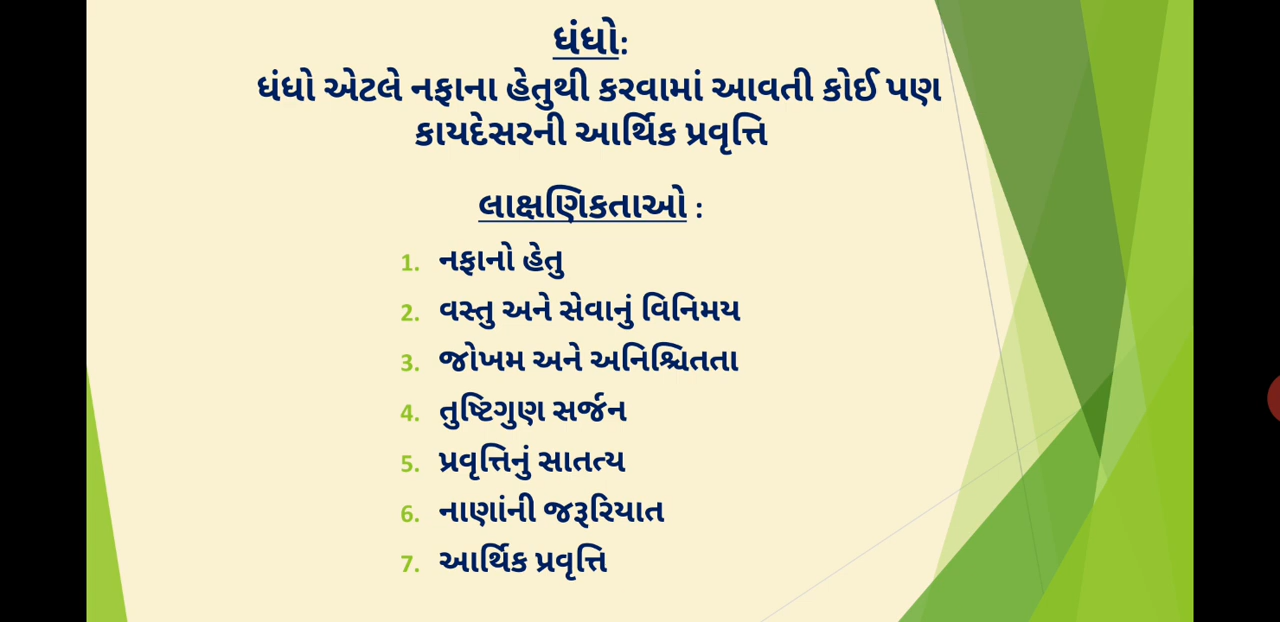 ધંધો:
ધંધો એટલે નફાના હેતુથી કરવામાં આવતી કોઈ પણ
કાયદેસરની આર્થિક પ્રવૃત્તિ
લાક્ષણિકતાઓ :
1. નફાનો હેતુ
2. વસ્તુ અને સેવાનું વિનિમય
3. જોખમ અને અનિશ્ચિતતા
4. તુષ્ટિગુણ સર્જન
5. પ્રવૃત્તિનું સાતત્ય
6. નાણાંની જરૂરિયાત
7. આર્થિક પ્રવૃત્તિ